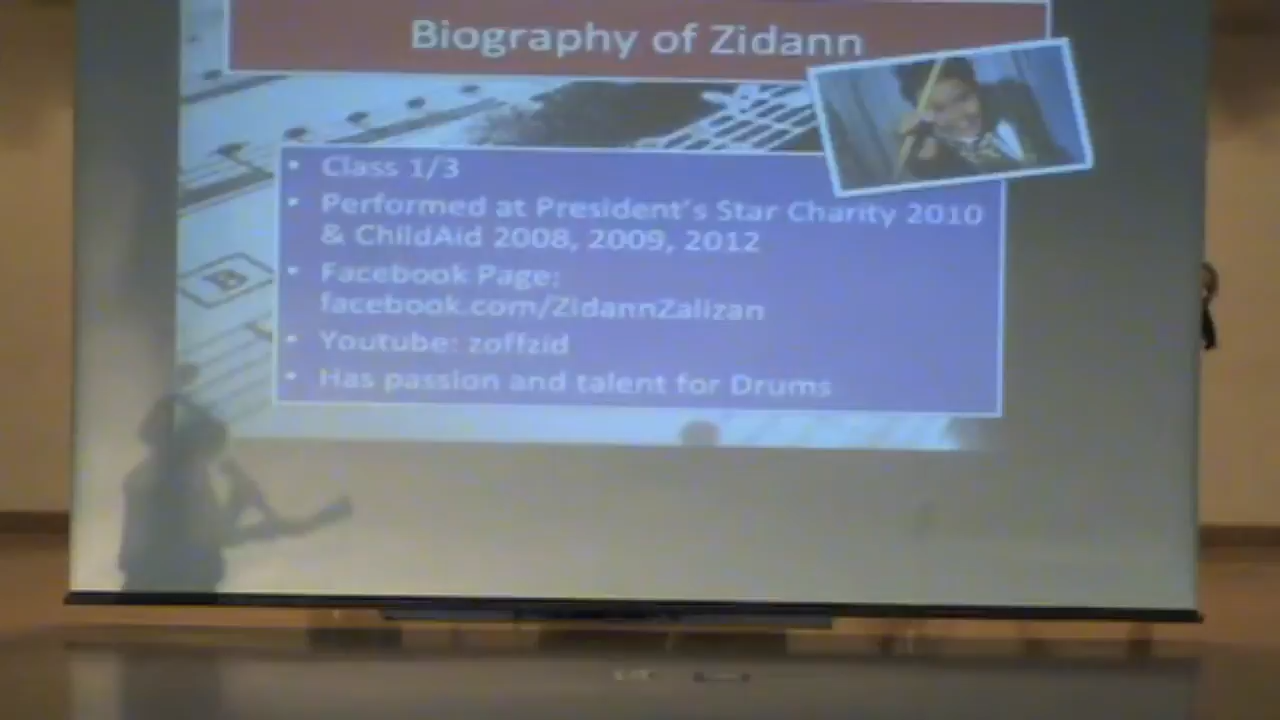 Biography of Zidann
• Class 1/3
• Performed at President's Star Charity 2010
& ChildAid 2008, 2009, 2012
• Facebook Page:
facebook.com/ZidannZalizan
• Youtube: zoffzid
• Has passion and talent for Drums
B